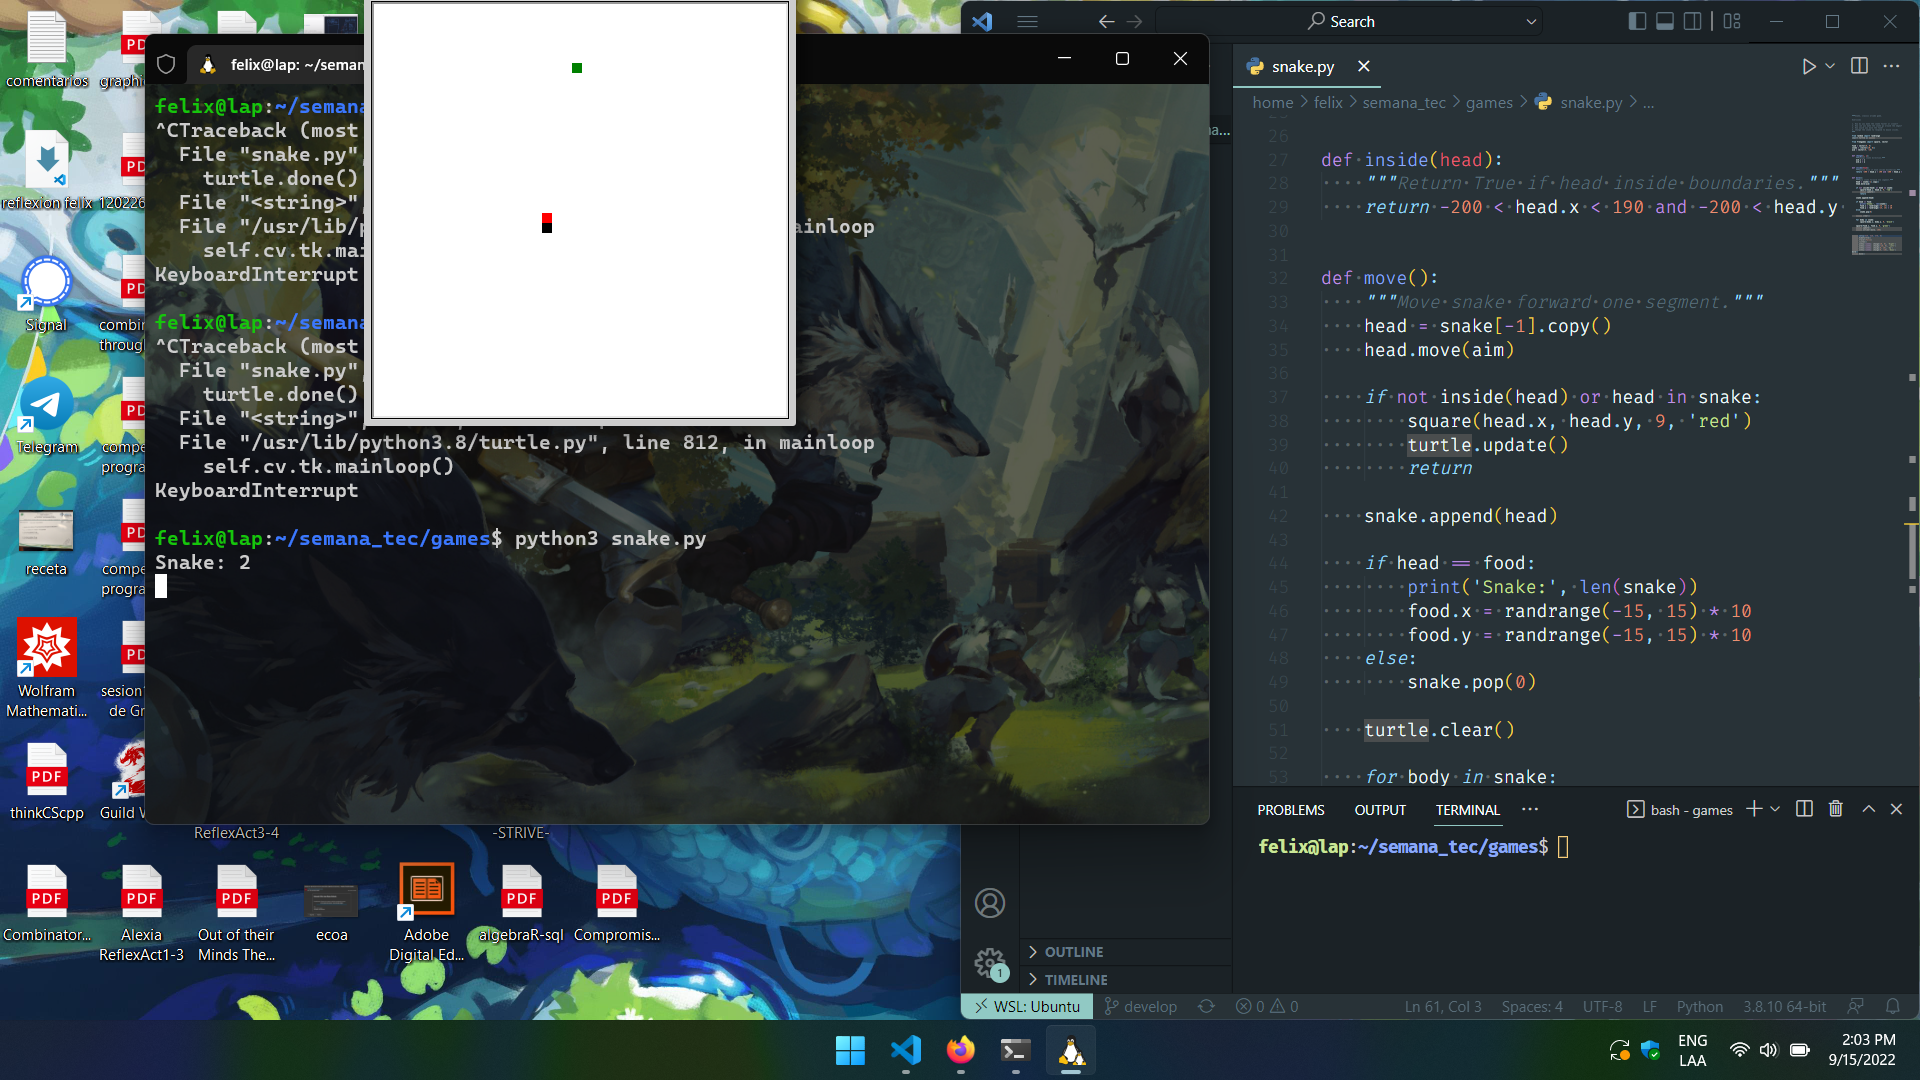 comentarios
graphi
reflexion felix
120226
Signal
combin
throug
Telegram
compe
progra
receta
compe
progra
Wolfram
Mathemati...
sesion
de Gr
thinkCScpp
Guild W
ReflexAct3-4
-STRIVE-
Combinator...
Alexia
ReflexAct1-3
Out of their
Minds The...
ecoa
Adobe
Digital Ed...
algebraR-sql
Compromis...
felix@lap: ~/seman
felix@lap:~/semana
^CTraceback (most
File "snake.py",
turtle.done()
File "<string>",
File "/usr/lib/p ainloop
self.cv.tk.mai
KeyboardInterrupt
felix@lap:~/semana
^CTraceback (most
File "snake.py",
turtle.done()
File "<string>"
File "/usr/lib/python3.8/turtle.py", line 812, in mainloop
self.cv.tk.mainloop()
KeyboardInterrupt
felix@lap:~/semana_tec/games$ python3 snake.py
Snake: 2
Search
snake.py
home > felix > semana_tec > games > snake.py > ...
26
27 def inside(head):
28 """Return True if head inside boundaries."""
29 return -200 < head.x < 190 and -200 < head.y
30
31
32 def move():
33 """Move snake forward one segment."""
34 head = snake[-1].copy()
35 head.move(aim)
36
37 if not inside(head) or head in snake:
38 square(head.x, head.y, 9, 'red')
39 turtle.update()
40 return
41
42 snake.append(head)
43
44 if head == food:
45 print('Snake:', len(snake))
46 food.x = randrange(-15, 15) * 10
47 food.y = randrange(-15, 15) * 10
48 else:
49 snake.pop(0)
50
51 turtle.clear()
52
53 for body in snake:
PROBLEMS OUTPUT TERMINAL ... bash - games
felix@lap:~/semana_tec/games$
OUTLINE
TIMELINE
1
WSL: Ubuntu develop 0 0 Ln 61, Col 3 Spaces: 4 UTF-8 LF Python 3.8.10 64-bit
ENG
LAA
2:03 PM
9/15/2022
PDF